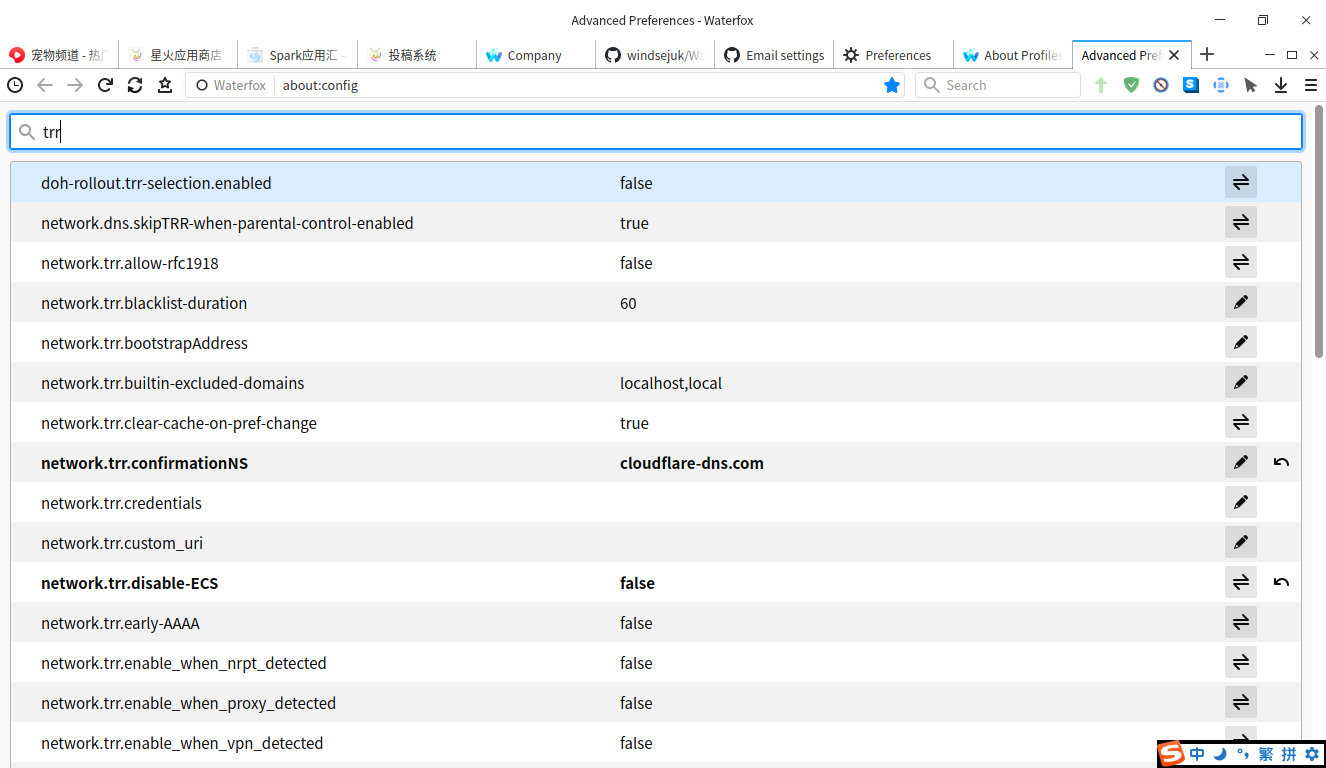 Advanced Preferences - Waterfox
宠物频道 - 热门
星火应用商店
Spark应用汇 -
投稿系统
Company
windsejuk/Wa
Email settings
Preferences
About Profiles
Advanced Pref
Waterfox
about:config
Search
trr
doh-rollout.trr-selection.enabled false
network.dns.skipTRR-when-parental-control-enabled true
network.trr.allow-rfc1918 false
network.trr.blacklist-duration 60
network.trr.bootstrapAddress
network.trr.builtin-excluded-domains localhost,local
network.trr.clear-cache-on-pref-change true
network.trr.confirmationNS cloudflare-dns.com
network.trr.credentials
network.trr.custom_uri
network.trr.disable-ECS false
network.trr.early-AAAA false
network.trr.enable_when_nrpt_detected false
network.trr.enable_when_proxy_detected false
network.trr.enable_when_vpn_detected false
中 繁 拼